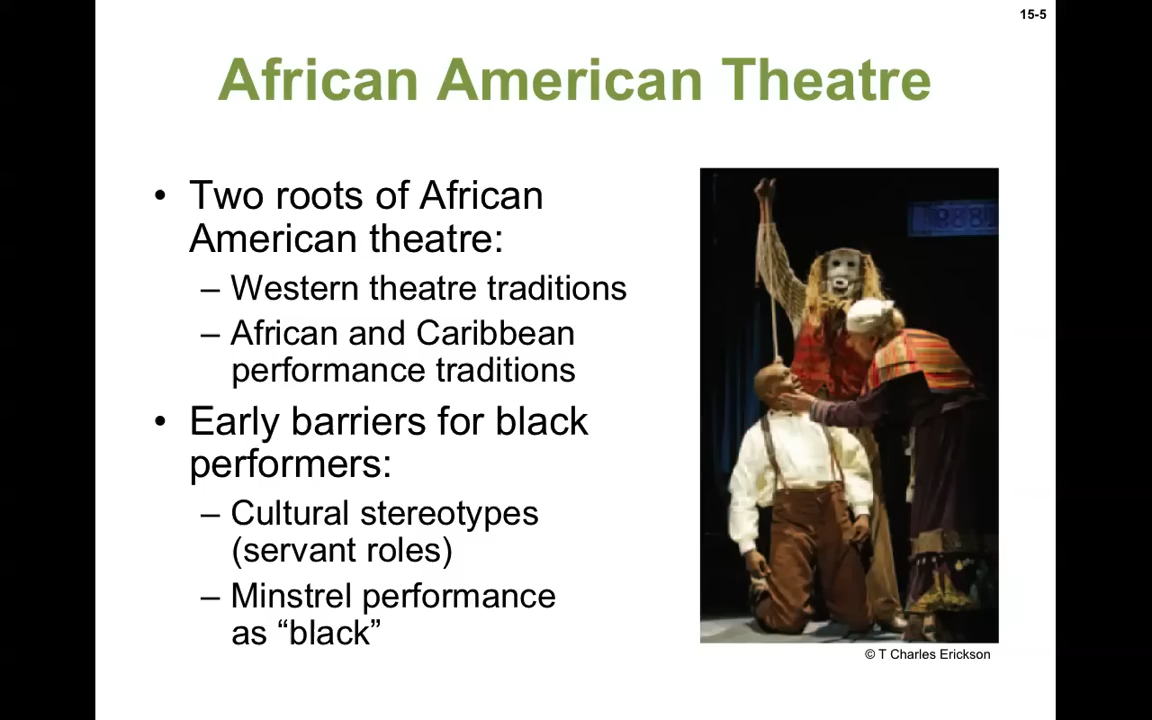 15-5
African American Theatre
• Two roots of African
American theatre:
– Western theatre traditions
– African and Caribbean
performance traditions
• Early barriers for black
performers:
– Cultural stereotypes
(servant roles)
– Minstrel performance
as “black”
© T Charles Erickson